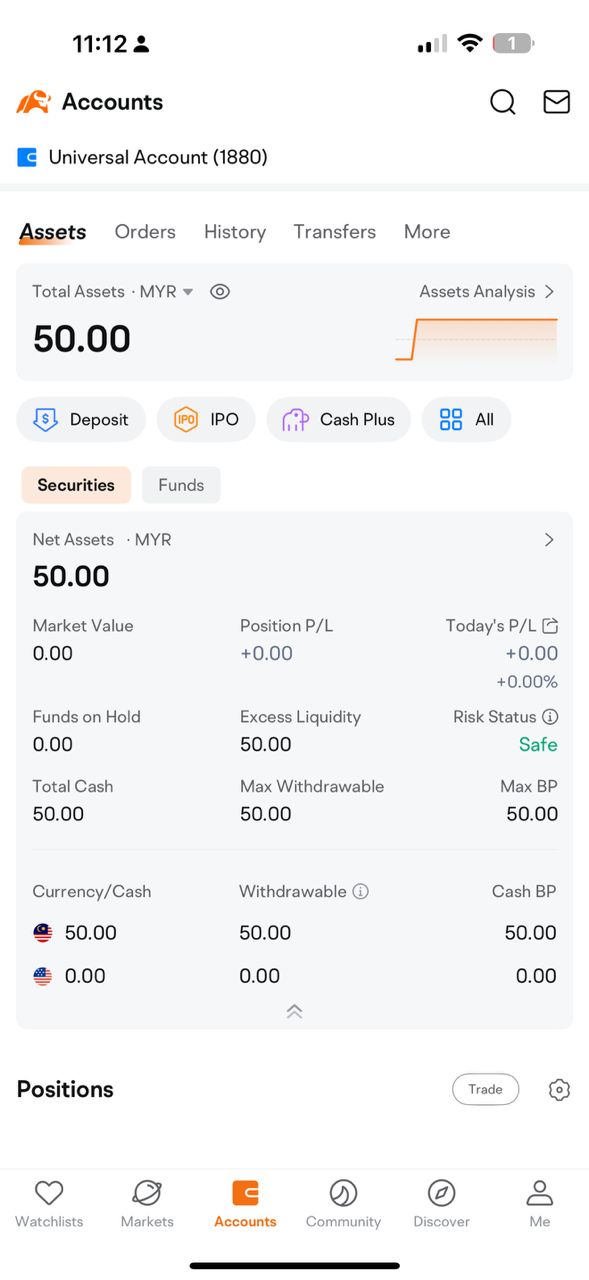 11:12
1
Accounts
Universal Account (1880)
Assets Orders History Transfers More
Total Assets · MYR Assets Analysis
50.00
Deposit IPO IPO Cash Plus All
Securities Funds
Net Assets · MYR
50.00
Market Value Position P/L Today's P/L
0.00 +0.00 +0.00
+0.00%
Funds on Hold Excess Liquidity Risk Status
0.00 50.00 Safe
Total Cash Max Withdrawable Max BP
50.00 50.00 50.00
Currency/Cash Withdrawable Cash BP
50.00 50.00 50.00
0.00 0.00 0.00
Positions Trade
Watchlists Markets Accounts Community Discover Me